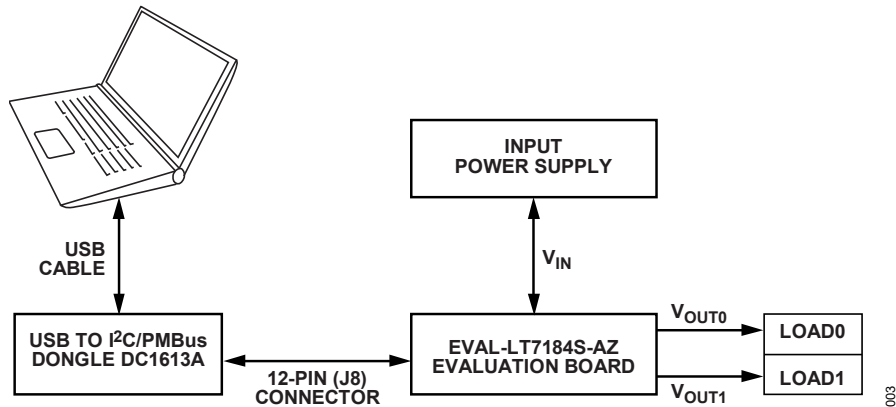 INPUT
POWER SUPPLY
USB
CABLE
VIN
USB TO I2C/PMBus
DONGLE DC1613A
12-PIN (J8)
CONNECTOR
EVAL-LT7184S-AZ
EVALUATION BOARD
VOUT0
VOUT1
LOAD0
LOAD1
003